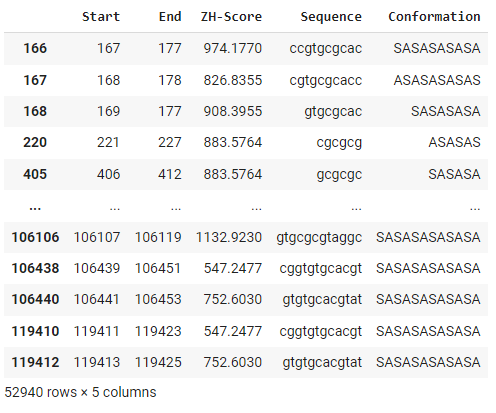 Start End ZH-Score Sequence Conformation
166 167 177 974.1770 ccgtgcgcac SASASASASA
167 168 178 826.8355 cgtgcgcacc ASASASASAS
168 169 177 908.3955 gtgcgcac SASASASA
220 221 227 883.5764 cgcgcg ASASAS
405 406 412 883.5764 gcgcgc SASASA
... ... ... ... ... ...
106106 106107 106119 1132.9230 gtgcgcgtaggc SASASASASASA
106438 106439 106451 547.2477 cggtgtgcacgt SASASASASASA
106440 106441 106453 752.6030 gtgtgcacgtat SASASASASASA
119410 119411 119423 547.2477 cggtgtgcacgt SASASASASASA
119412 119413 119425 752.6030 gtgtgcacgtat SASASASASASA
52940 rows × 5 columns